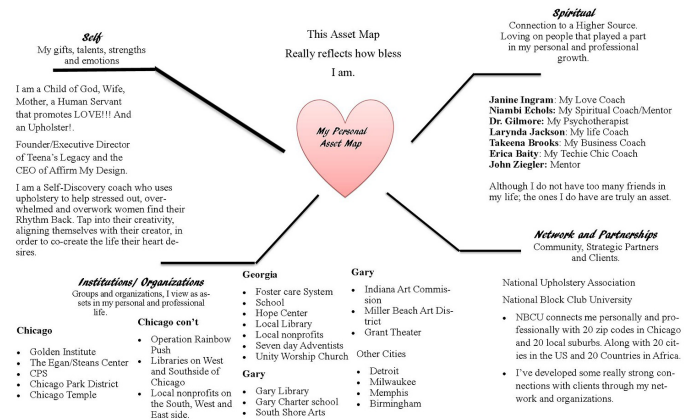 This Asset Map
Really reflects how bless
I am.
My Personal
Asset Map
Self
My gifts, talents, strengths
and emotions
I am a Child of God, Wife,
Mother, a Human Servant
that promotes LOVE!!! And
an Upholster!.
Founder/Executive Director
of Teena’s Legacy and the
CEO of Affirm My Design.
I am a Self-Discovery coach who uses
upholstery to help stressed out, over-
whelmed and overwork women find their
Rhythm Back. Tap into their creativity,
aligning themselves with their creator, in
order to co-create the life their heart de-
sires.
Spiritual
Connection to a Higher Source.
Loving on people that played a part
in my personal and professional
growth.
Janine Ingram: My Love Coach
Niambi Echols: My Spiritual Coach/Mentor
Dr. Gilmore: My Psychotherapist
Larynda Jackson: My life Coach
Takeena Brooks: My Business Coach
Erica Baity: My Techie Chic Coach
John Ziegler: Mentor
Although I do not have too many friends in
my life; the ones I do have are truly an asset.
Institutions/ Organizations
Groups and organizations, I view as as-
sets in my personal and professional
life.
Chicago
• Golden Institute
• The Egan/Steans Center
• CPS
• Chicago Park District
• Chicago Temple
Chicago con’t
• Operation Rainbow
Push
• Libraries on West
and Southside of
Chicago
• Local nonprofits on
the South, West and
East side.
Georgia
• Foster care System
• School
• Hope Center
• Local Library
• Local nonprofits
• Seven day Adventists
• Unity Worship Church
Gary
• Gary Library
• Gary Charter school
• South Shore Arts
Gary
• Indiana Art Commis-
sion
• Miller Beach Art Dis-
trict
• Grant Theater
Other Cities
• Detroit
• Milwaukee
• Memphis
• Birmingham
Network and Partnerships
Community, Strategic Partners
and Clients.
National Upholstery Association
National Block Club University
• NBCU connects me personally and pro-
fessionally with 20 zip codes in Chicago
and 20 local suburbs. Along with 20 cit-
ies in the US and 20 Countries in Africa.
• I’ve developed some really strong con-
nections with clients through my net-
work and organizations.